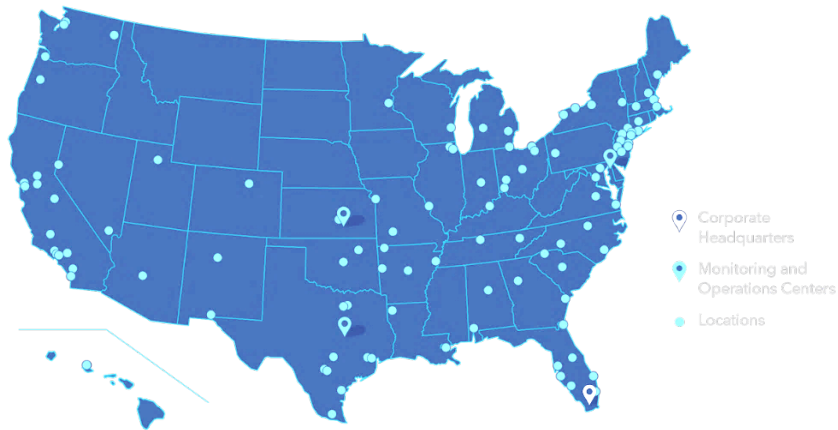 Corporate
Headquarters
Monitoring and
Operations Centers
Locations